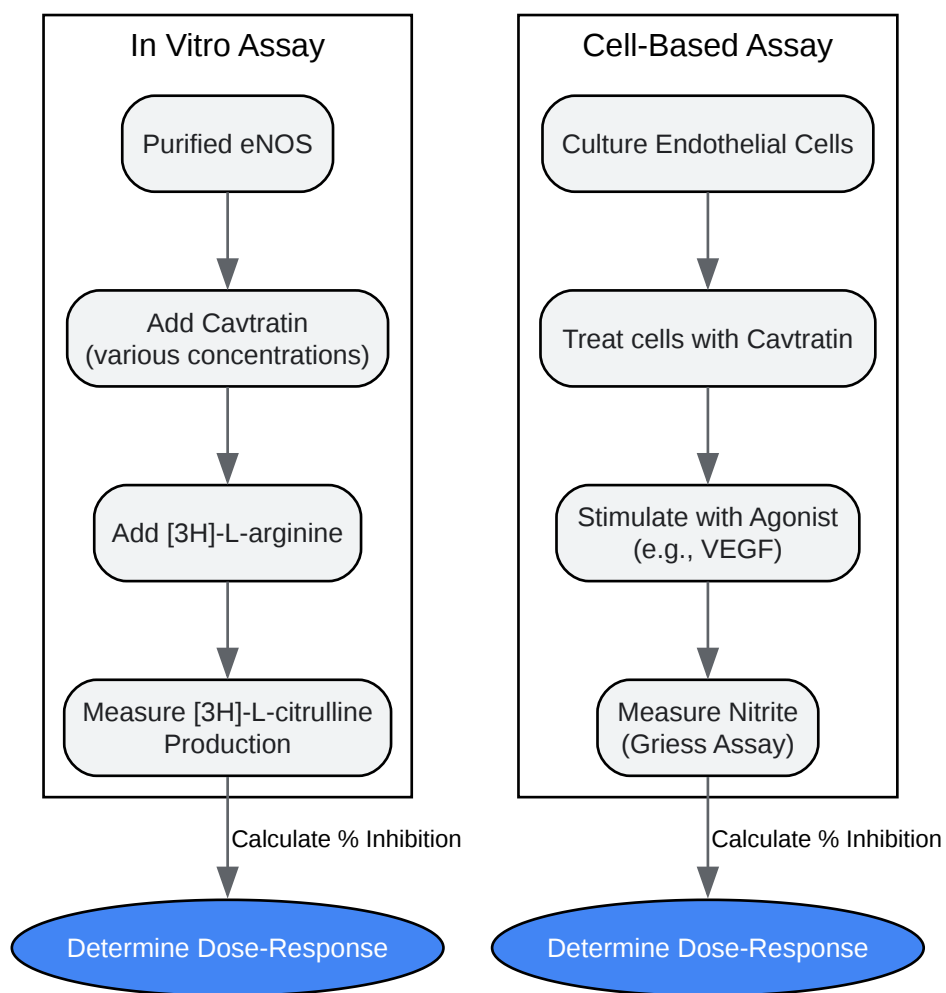 In Vitro Assay
Purified eNOS
Add Cavtratin
(various concentrations)
Add [3H]-L-arginine
Measure [3H]-L-citrulline
Production
Calculate % Inhibition
Determine Dose-Response
Cell-Based Assay
Culture Endothelial Cells
Treat cells with Cavtratin
Stimulate with Agonist
(e.g., VEGF)
Measure Nitrite
(Griess Assay)
Calculate % Inhibition
Determine Dose-Response